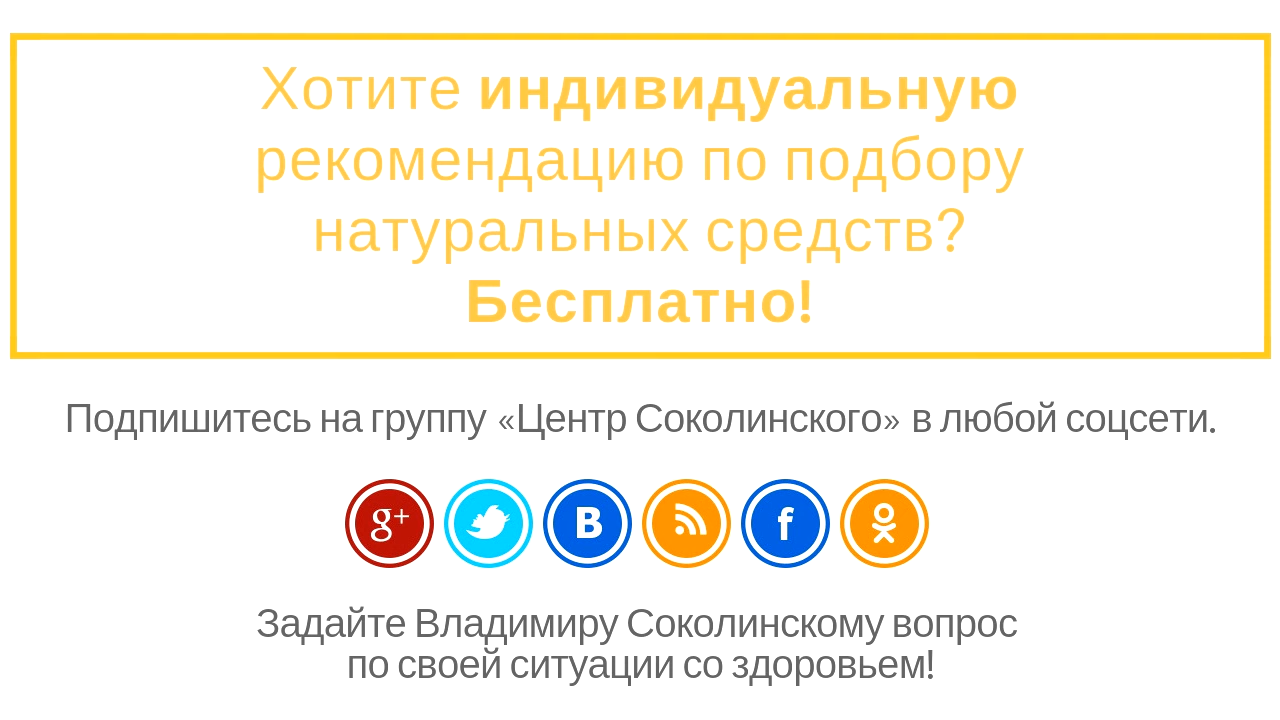 Хотите индивидуальную
рекомендацию по подбору
натуральных средств?
Бесплатно!
Подпишитесь на группу «Центр Соколинского» в любой соцсети.
g+ B f
Задайте Владимиру Соколинскому вопрос
по своей ситуации со здоровьем!